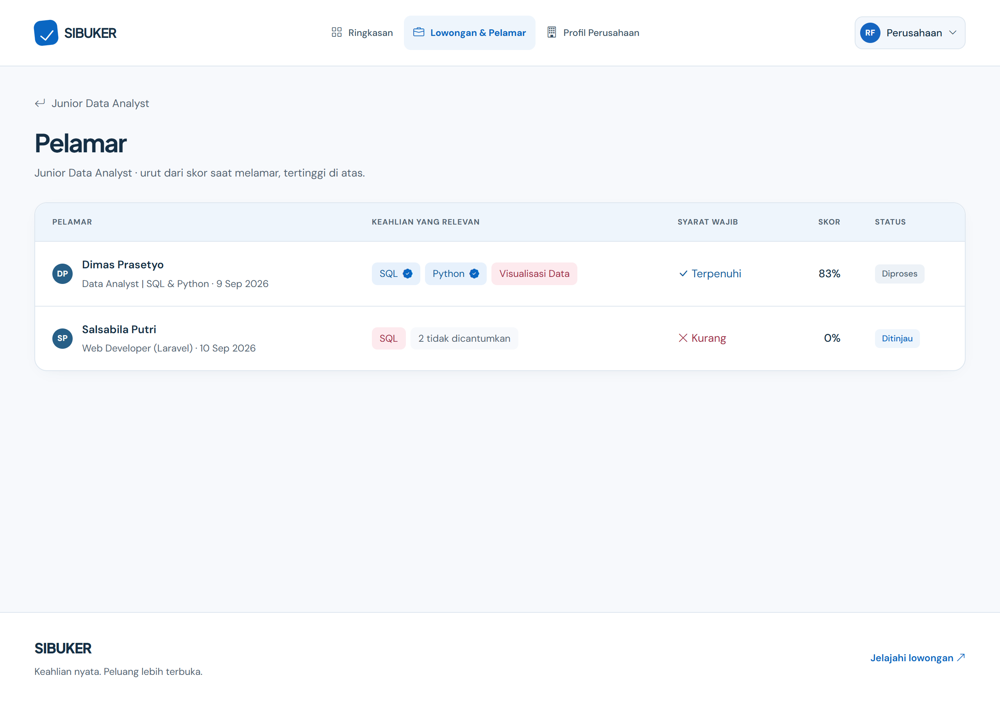 SIBUKER
Ringkasan
Lowongan & Pelamar
Profil Perusahaan
RF Perusahaan
Junior Data Analyst
Pelamar
Junior Data Analyst · urut dari skor saat melamar, tertinggi di atas.
PELAMAR KEAHLIAN YANG RELEVAN SYARAT WAJIB SKOR STATUS
DP Dimas Prasetyo
Data Analyst | SQL & Python · 9 Sep 2026
SQL Python Visualisasi Data
Terpenuhi
83%
Diproses
SP Salsabila Putri
Web Developer (Laravel) · 10 Sep 2026
SQL 2 tidak dicantumkan
Kurang
0%
Ditinjau
SIBUKER
Keahlian nyata. Peluang lebih terbuka.
Jelajahi lowongan